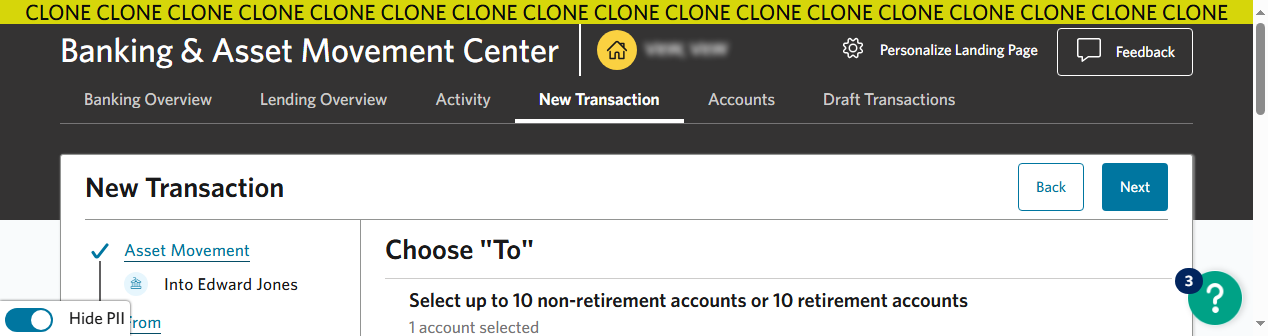 CLONE CLONE CLONE CLONE CLONE CLONE CLONE CLONE CLONE CLONE CLONE CLONE CLONE CLONE CLONE CLONE CLONE
Banking & Asset Movement Center
Personalize Landing Page
Feedback
Banking Overview
Lending Overview
Activity
New Transaction
Accounts
Draft Transactions
New Transaction
Back
Next
Asset Movement
Into Edward Jones
Choose "To"
Select up to 10 non-retirement accounts or 10 retirement accounts
1 account selected
3
?
Hide PII